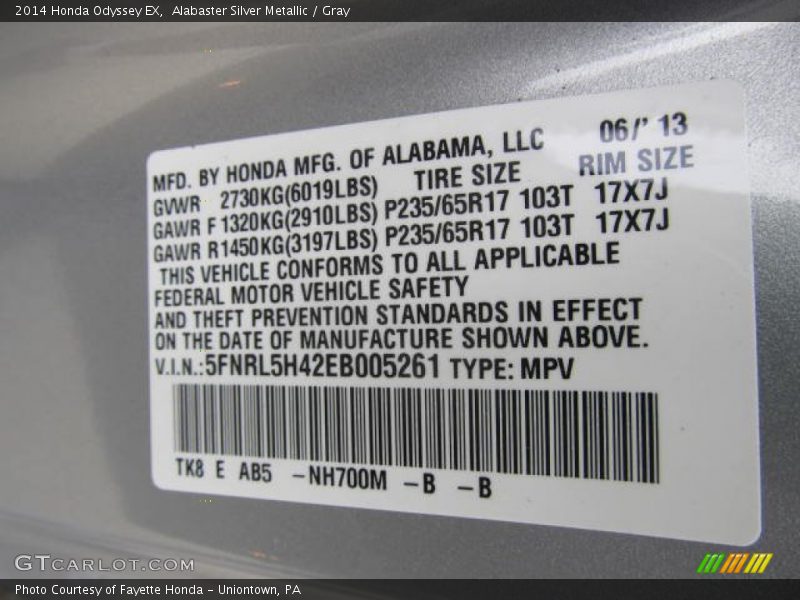 2014 Honda Odyssey EX, Alabaster Silver Metallic / Gray
MFD. BY HONDA MFG. OF ALABAMA, LLC 06/' 13
GVWR 2730KG(6019LBS) TIRE SIZE RIM SIZE
GAWR F 1320KG(2910LBS) P235/65R17 103T 17X7J
GAWR R1450KG(3197LBS) P235/65R17 103T 17X7J
THIS VEHICLE CONFORMS TO ALL APPLICABLE
FEDERAL MOTOR VEHICLE SAFETY
AND THEFT PREVENTION STANDARDS IN EFFECT
ON THE DATE OF MANUFACTURE SHOWN ABOVE.
V.I.N.:5FNRL5H42EB005261 TYPE: MPV
TK8 E AB5 -NH700M -B -B
GTCARLOT.COM
Photo Courtesy of Fayette Honda - Uniontown, PA